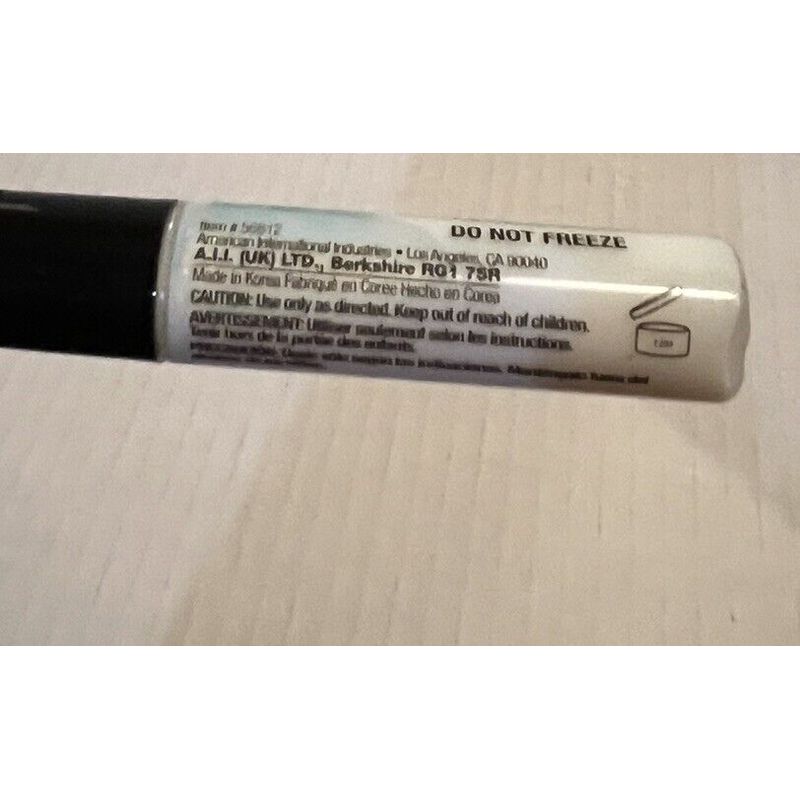 DO NOT FREEZE
Item #
American International Industries • Los Angeles, CA 90040
A.I.I. (UK) LTD., Berkshire RG1 7SR
Made in Korea Fabriqué en Coree Hecho en Corea
CAUTION: Use only as directed. Keep out of reach of children.
AVERTISSEMENT: Utiliser seulement selon les instructions.
Tenir hors de la portée des enfants.